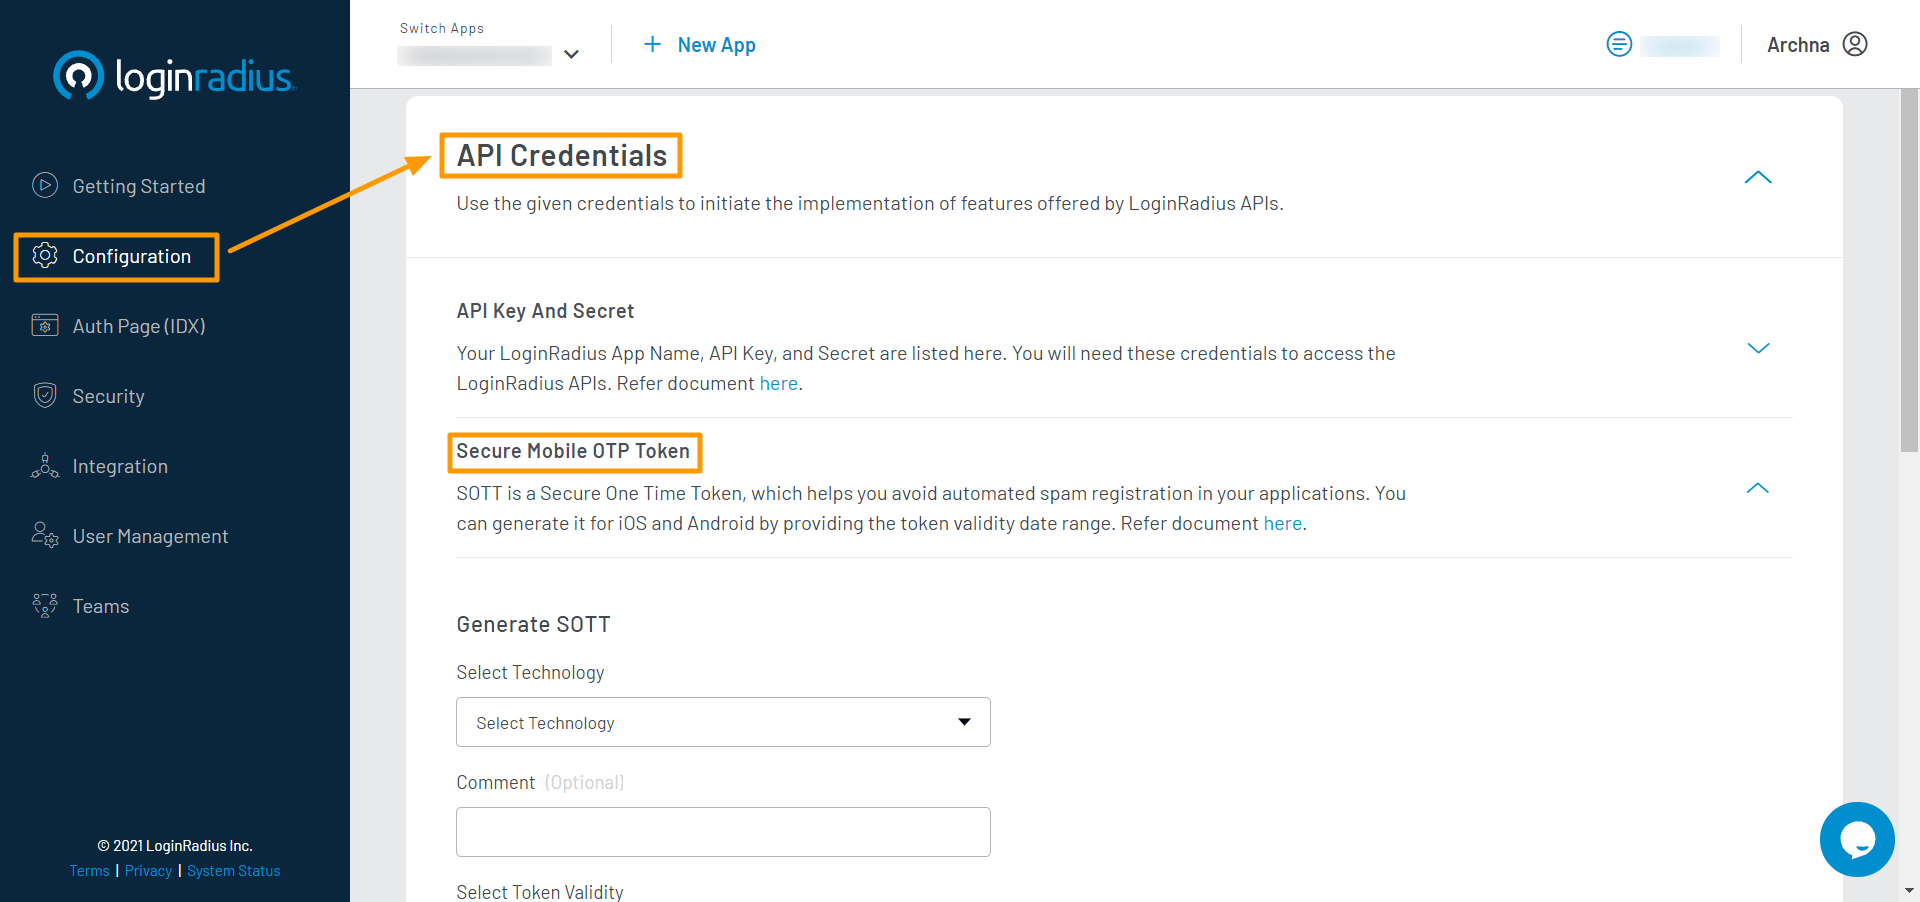 loginradius
Getting Started
Configuration
Auth Page (IDX)
Security
Integration
User Management
Teams
© 2021 LoginRadius Inc.
Terms | Privacy | System Status
Switch Apps
+ New App
Archna
API Credentials
Use the given credentials to initiate the implementation of features offered by LoginRadius APIs.
API Key And Secret
Your LoginRadius App Name, API Key, and Secret are listed here. You will need these credentials to access the
LoginRadius APIs. Refer document here.
Secure Mobile OTP Token
SOTT is a Secure One Time Token, which helps you avoid automated spam registration in your applications. You
can generate it for iOS and Android by providing the token validity date range. Refer document here.
Generate SOTT
Select Technology
Select Technology
Comment (Optional)
Select Token Validity